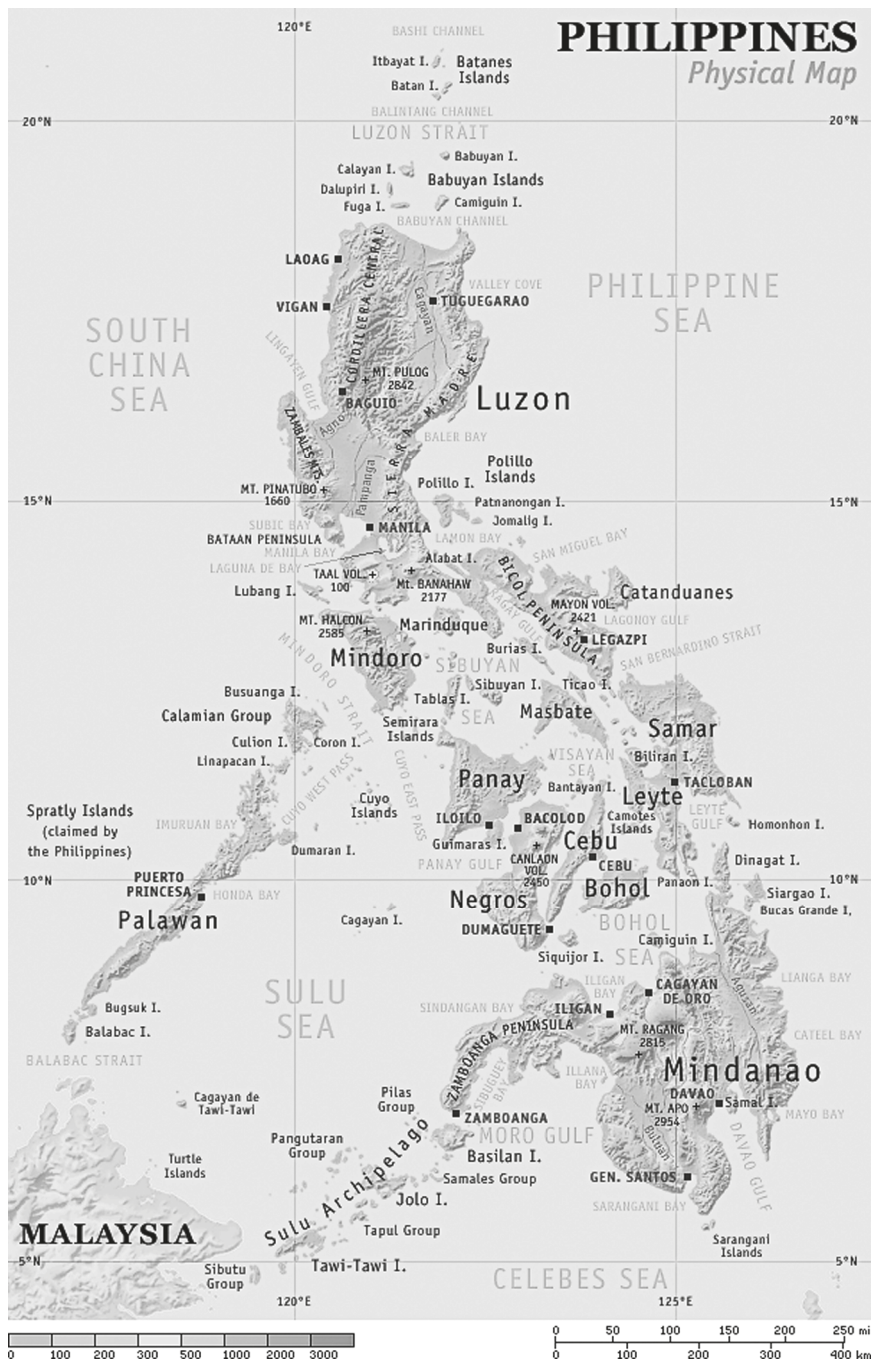 PHILIPPINES
Physical Map
120°E
BASHI CHANNEL
Itbayat I.
Batanes
Islands
Batan I.
BALINTANG CHANNEL
20°N
20°N
LUZON STRAIT
Babuyan I.
Calayan I.
Babuyan Islands
Dalupiri I.
Fuga I.
Camiguin I.
BABUYAN CHANNEL
LAOAG
CORDILLERA CENTRAL
VALLEY COVE
PHILIPPINE
SEA
VIGAN
Cagayan
TUGUEGARAO
SOUTH
CHINA
SEA
LINGAYEN GULF
MT. PULOG
2842
BAGUIO
SIERRA MADRE
Luzon
ZAMBALES MTS.
Agno
BALER BAY
Pampanga
Polillo
Islands
Polillo I.
MT. PINATUBO
1660
15°N
15°N
Patnanongan I.
Jomalig I.
SUBIC BAY
MANILA
BATAAN PENINSULA
LAMON BAY
MANILA BAY
LAGUNA DE BAY
SAN MIGUEL BAY
Alabat I.
TAAL VOL.
100
Mt. BANAHAW
2177
BICOL PENINSULA
Lubang I.
Catanduanes
MAYON VOL.
2421
RAGAY GULF
LAGONOY GULF
MT. HALCON
2585
Marinduque
LEGAZPI
Burias I.
SAN BERNARDINO STRAIT
Mindoro
MINDORO STRAIT
SIBUYAN
SEA
Sibuyan I.
Ticao I.
Busuanga I.
Tablas I.
Calamian Group
Masbate
Semirara
Islands
Samar
Culion I.
Coron I.
Linapacan I.
VISAYAN
SEA
Biliran I.
CUYO WEST PASS
CUYO EAST PASS
Panay
Bantayan I.
TACLOBAN
Leyte
Cuyo
Islands
Spratly Islands
(claimed by
the Philippines)
IMURUAN BAY
ILOILO
BACOLOD
Camotes
Islands
LEYTE
GULF
Homonhon I.
Guimaras I.
Cebu
Dumaran I.
PANAY GULF
CANLAON
VOL.
2450
CEBU
Dinagat I.
PUERTO
PRINCESA
10°N
10°N
HONDA BAY
Bohol
Panaon I.
Siargao I.
Bucas Grande I,
Palawan
Negros
Cagayan I.
DUMAGUETE
BOHOL
SEA
Camiguin I.
Siquijor I.
SULU
SEA
ILIGAN
BAY
CAGAYAN
DE ORO
Agusan
LIANGA BAY
Bugsuk I.
Balabac I.
SINDANGAN BAY
ILIGAN
ZAMBOANGA PENINSULA
MT. RAGANG
2815
CATEEL BAY
BALABAC STRAIT
SIBUGUEY
BAY
ILLANA
BAY
Mindanao
Cagayan de
Tawi-Tawi
Pilas
Group
DAVAO
Samal I.
MT. APO
2954
MAYO BAY
ZAMBOANGA
MORO GULF
Buluan
DAVAO GULF
Pangutaran
Group
Basilan I.
Turtle
Islands
Samales Group
GEN. SANTOS
Sulu Archipelago
Jolo I.
SARANGANI BAY
MALAYSIA
Tapul Group
Sarangani
Islands
5°N
5°N
Sibutu
Group
Tawi-Tawi I.
CELEBES SEA
120°E
125°E
0 100 200 300 500 1000 2000 3000
0 50 100 150 200 250 mi
0 100 200 300 400 km